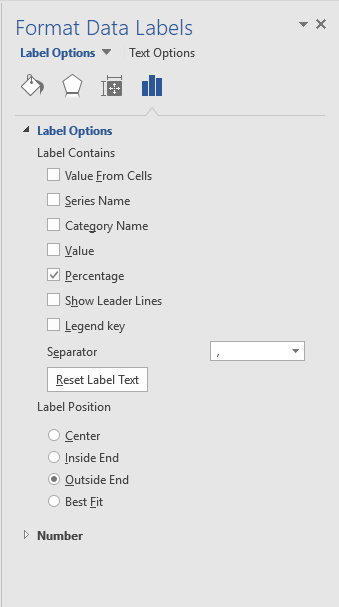 Format Data Labels
Label Options Text Options
Label Options
Label Contains
Value From Cells
Series Name
Category Name
Value
Percentage
Show Leader Lines
Legend key
Separator ,
Reset Label Text
Label Position
Center
Inside End
Outside End
Best Fit
Number